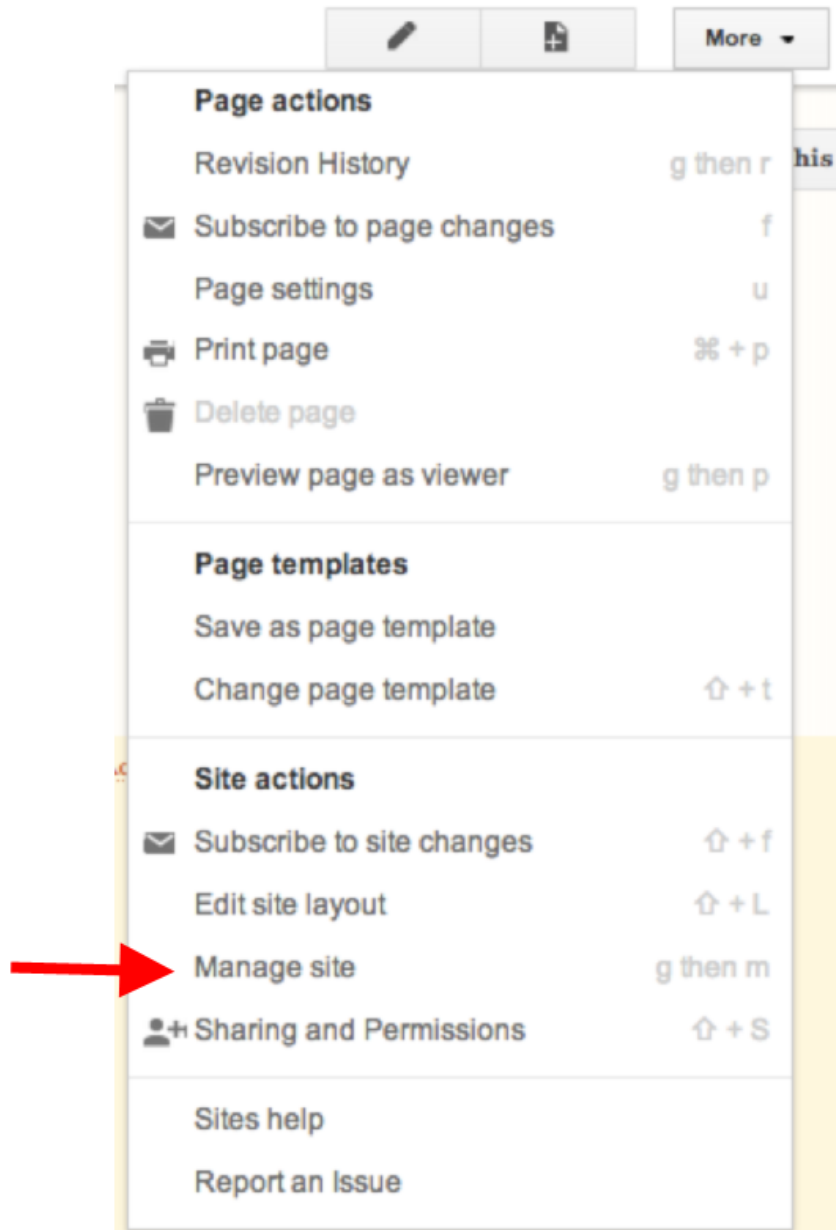 More
Page actions
Revision History g then r
his
Subscribe to page changes f
Page settings u
Print page ⌘ + p
Delete page
Preview page as viewer g then p
Page templates
Save as page template
Change page template ⇧ + t
Site actions
Subscribe to site changes ⇧ + f
Edit site layout ⇧ + L
Manage site g then m
Sharing and Permissions ⇧ + S
Sites help
Report an Issue